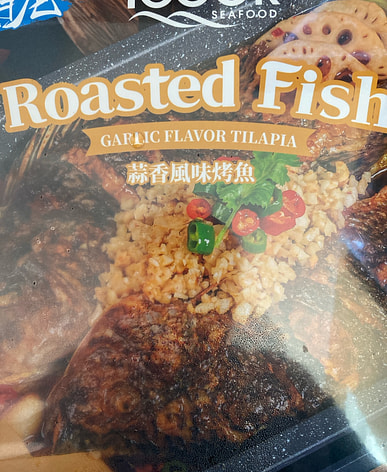 SEAFOOD
Roasted Fish
GARLIC FLAVOR TILAPIA
蒜香風味烤魚